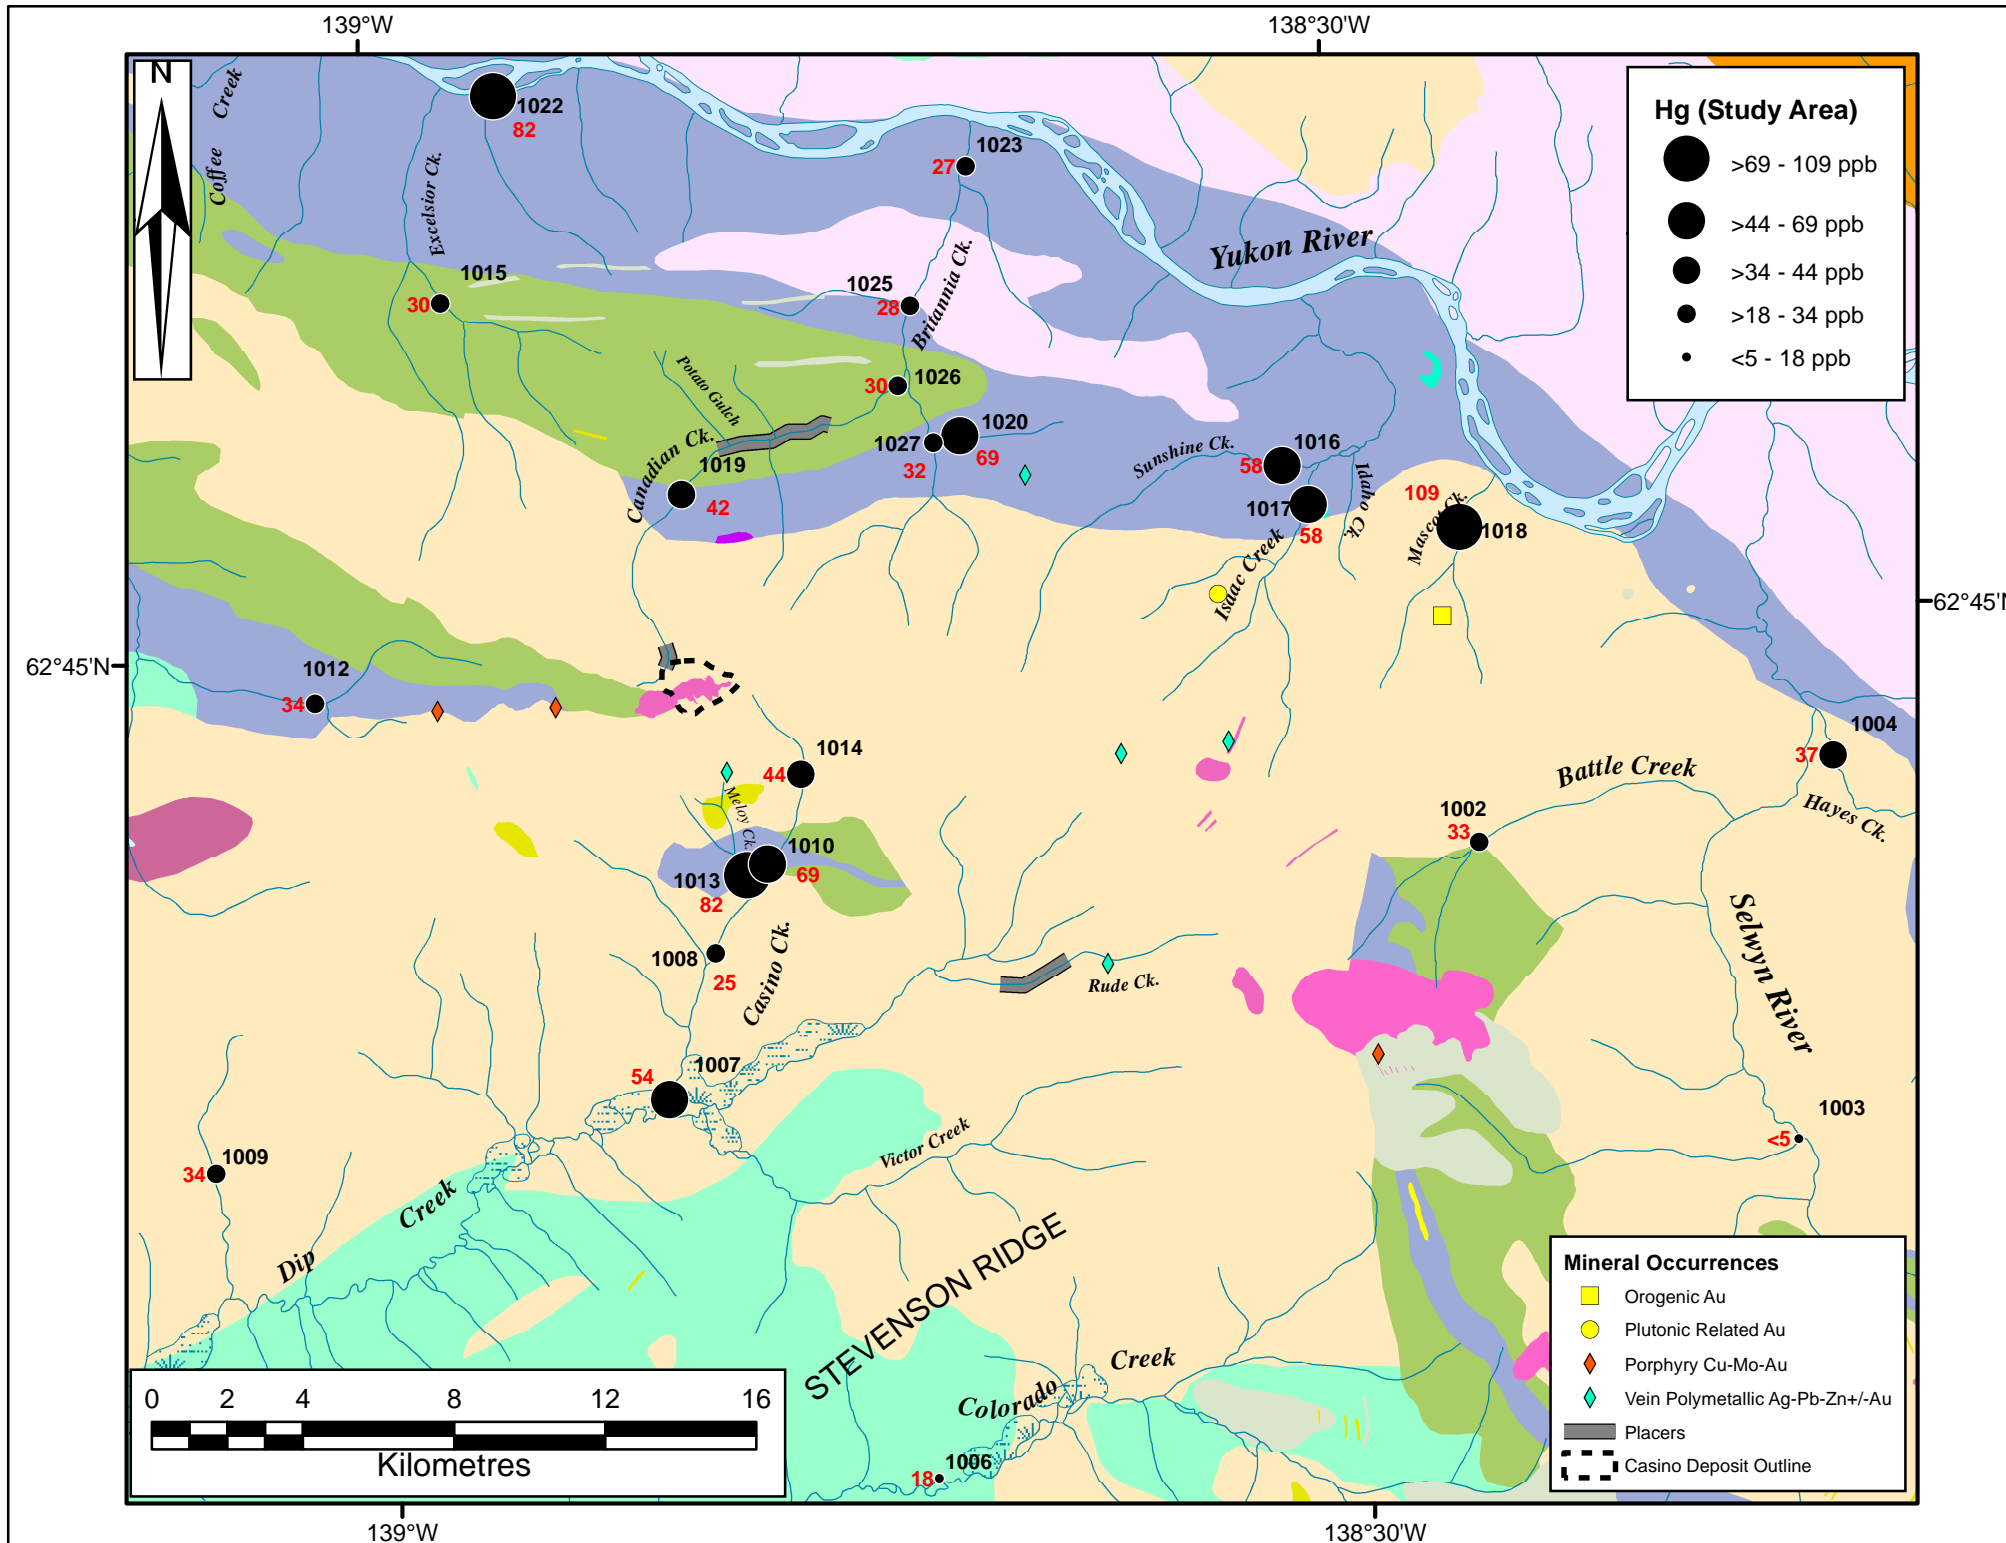 139°W
138°30'W
N
Coffee Creek
Excelsior Ck.
1022
82
1023
27
Hg (Study Area)
>69 - 109 ppb
>44 - 69 ppb
>34 - 44 ppb
>18 - 34 ppb
<5 - 18 ppb
Yukon River
1015
30
1025
28
Britannia Ck.
1026
30
Potato Gulch
Canadian Ck.
1019
42
1027
32
1020
69
Sunshine Ck.
1016
58
1017
58
Idaho Ck.
Isaac Creek
109
Mascot Ck.
1018
62°45'N
62°45'N
1012
34
1014
44
Meloy Ck.
1010
69
1013
82
1004
37
Battle Creek
Hayes Ck.
1002
33
1008
25
Casino Ck.
Rude Ck.
Selwyn River
1007
54
1003
<5
1009
34
Victor Creek
Dip Creek
STEVENSON RIDGE
Colorado Creek
1006
18
0 2 4 8 12 16
Kilometres
Mineral Occurrences
Orogenic Au
Plutonic Related Au
Porphyry Cu-Mo-Au
Vein Polymetallic Ag-Pb-Zn+/-Au
Placers
Casino Deposit Outline
139°W
138°30'W